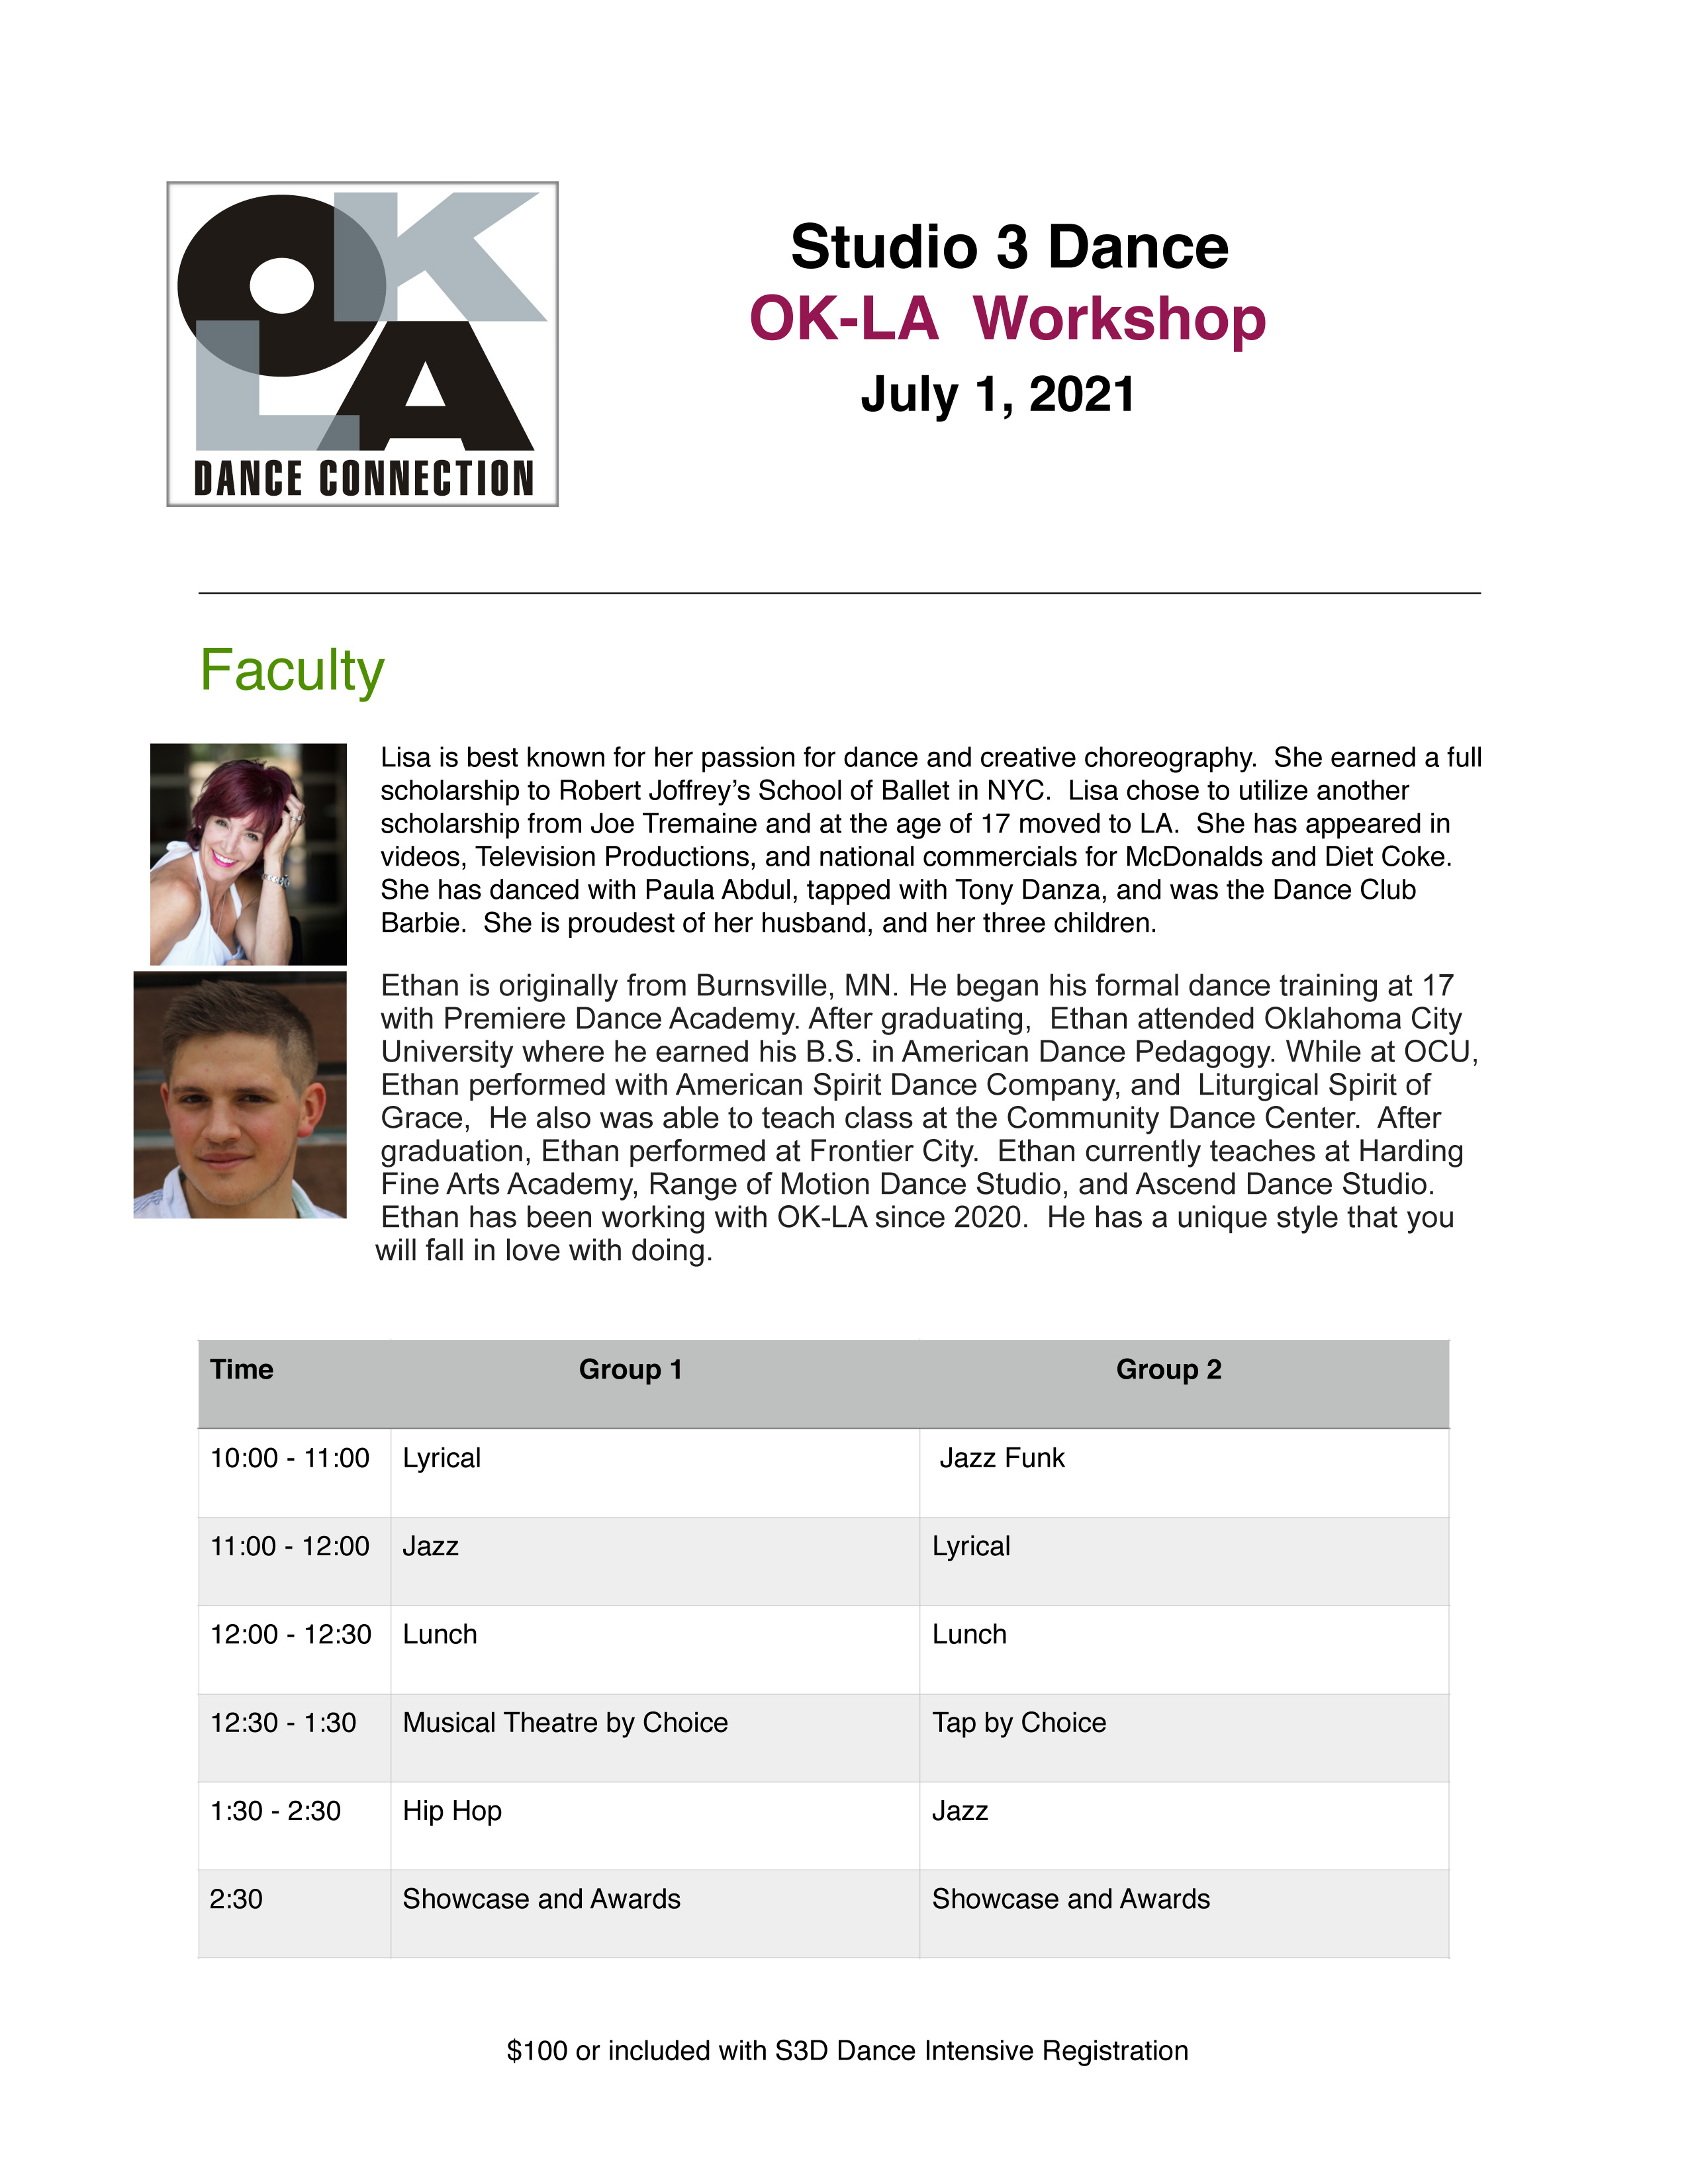 OKLA
DANCE CONNECTION
Studio 3 Dance
OK-LA  Workshop
July 1, 2021
Faculty
Lisa is best known for her passion for dance and creative choreography.  She earned a full
scholarship to Robert Joffrey’s School of Ballet in NYC.  Lisa chose to utilize another
scholarship from Joe Tremaine and at the age of 17 moved to LA.  She has appeared in
videos, Television Productions, and national commercials for McDonalds and Diet Coke.
She has danced with Paula Abdul, tapped with Tony Danza, and was the Dance Club
Barbie.  She is proudest of her husband, and her three children.
Ethan is originally from Burnsville, MN. He began his formal dance training at 17
with Premiere Dance Academy. After graduating,  Ethan attended Oklahoma City
University where he earned his B.S. in American Dance Pedagogy. While at OCU,
Ethan performed with American Spirit Dance Company, and  Liturgical Spirit of
Grace,  He also was able to teach class at the Community Dance Center.  After
graduation, Ethan performed at Frontier City.  Ethan currently teaches at Harding
Fine Arts Academy, Range of Motion Dance Studio, and Ascend Dance Studio.
Ethan has been working with OK-LA since 2020.  He has a unique style that you
will fall in love with doing.
Time Group 1 Group 2
10:00 - 11:00 Lyrical Jazz Funk
11:00 - 12:00 Jazz Lyrical
12:00 - 12:30 Lunch Lunch
12:30 - 1:30 Musical Theatre by Choice Tap by Choice
1:30 - 2:30 Hip Hop Jazz
2:30 Showcase and Awards Showcase and Awards
$100 or included with S3D Dance Intensive Registration